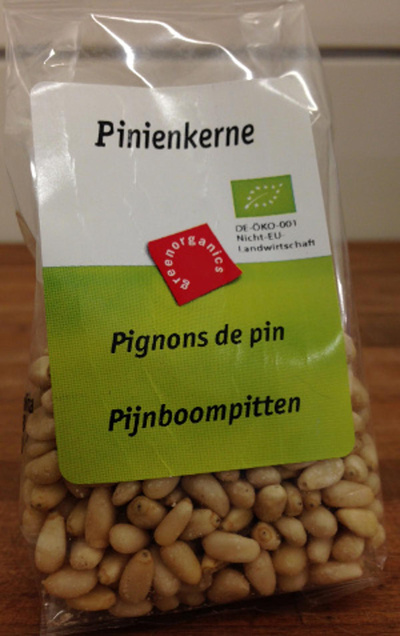 Pinienkerne
DE-ÖKO-001
Nicht-EU-
Landwirtschaft
greenorganics
Pignons de pin
Pijnboompitten